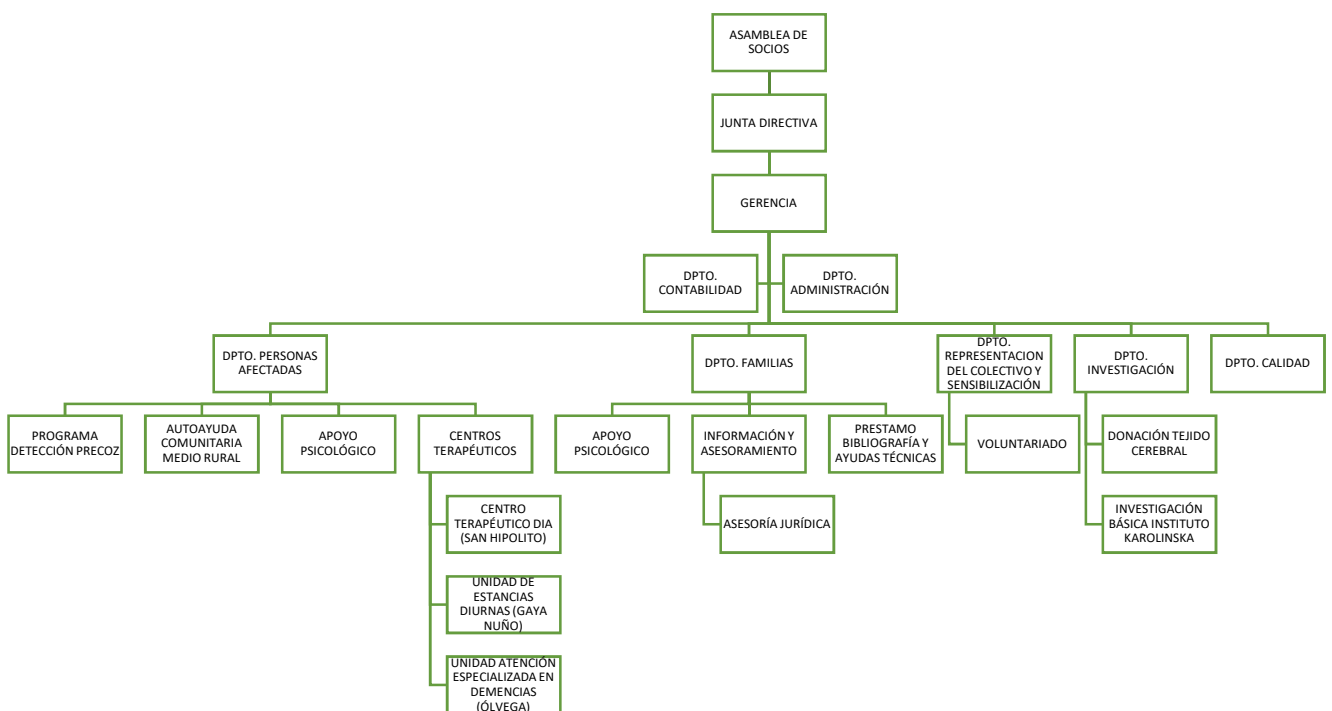 ASAMBLEA DE
SOCIOS
JUNTA DIRECTIVA
GERENCIA
DPTO.
CONTABILIDAD
DPTO.
ADMINISTRACIÓN
DPTO. PERSONAS
AFECTADAS
DPTO. FAMILIAS
DPTO.
REPRESENTACION
DEL COLECTIVO Y
SENSIBILIZACIÓN
DPTO.
INVESTIGACIÓN
DPTO. CALIDAD
PROGRAMA
DETECCIÓN PRECOZ
AUTOAYUDA
COMUNITARIA
MEDIO RURAL
APOYO
PSICOLÓGICO
CENTROS
TERAPÉUTICOS
APOYO
PSICOLÓGICO
INFORMACIÓN Y
ASESORAMIENTO
PRESTAMO
BIBLIOGRAFÍA Y
AYUDAS TÉCNICAS
VOLUNTARIADO
DONACIÓN TEJIDO
CEREBRAL
CENTRO
TERAPÉUTICO DIA
(SAN HIPOLITO)
ASESORÍA JURÍDICA
INVESTIGACIÓN
BÁSICA INSTITUTO
KAROLINSKA
UNIDAD DE
ESTANCIAS
DIURNAS (GAYA
NUÑO)
UNIDAD ATENCIÓN
ESPECIALIZADA EN
DEMENCIAS
(ÓLVEGA)